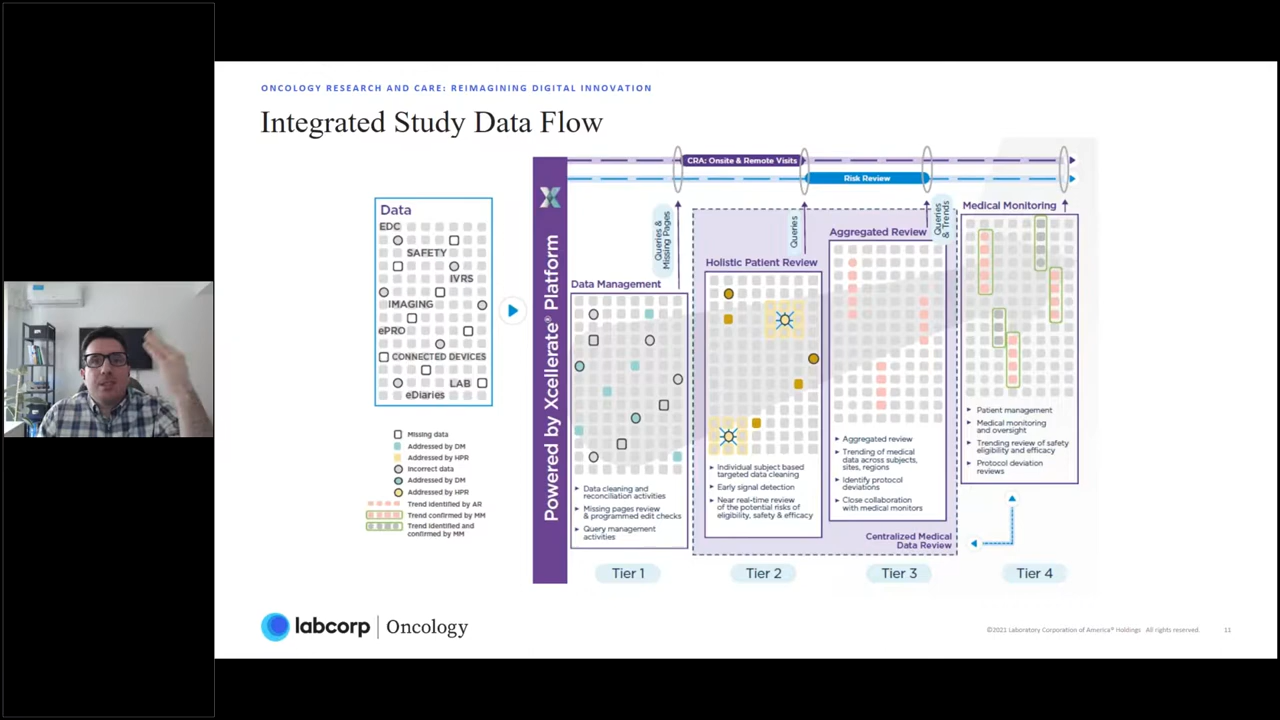 ONCOLOGY RESEARCH AND CARE: REIMAGINING DIGITAL INNOVATION
Integrated Study Data Flow
CRA: Onsite & Remote Visits
Risk Review
Data
EDC
SAFETY
IVRS
IMAGING
ePRO
CONNECTED DEVICES
LAB
eDiaries
Missing data
Addressed by DM
Addressed by HPR
Incorrect data
Addressed by DM
Addressed by HPR
Trend identified by AR
Trend confirmed by MM
Trend identified and
confirmed by MM
Powered by Xcellerate® Platform
Queries &
Missing Pages
Data Management
Data cleaning and
reconciliation activities
Missing pages review
& programmed edit checks
Query management
activities
Tier 1
Queries
Holistic Patient Review
Individual subject based
targeted data cleaning
Early signal detection
Near real-time review
of the potential risks of
eligibility, safety & efficacy
Tier 2
Queries
& Trends
Aggregated Review
Aggregated review
Trending of medical
data across subjects,
sites, regions
Identify protocol
deviations
Close collaboration
with medical monitors
Centralized Medical
Data Review
Tier 3
Medical Monitoring
Patient management
Medical monitoring
and oversight
Trending review of safety
eligibility and efficacy
Protocol deviation
reviews
Tier 4
labcorp | Oncology
©2021 Laboratory Corporation of America® Holdings All rights reserved.
11